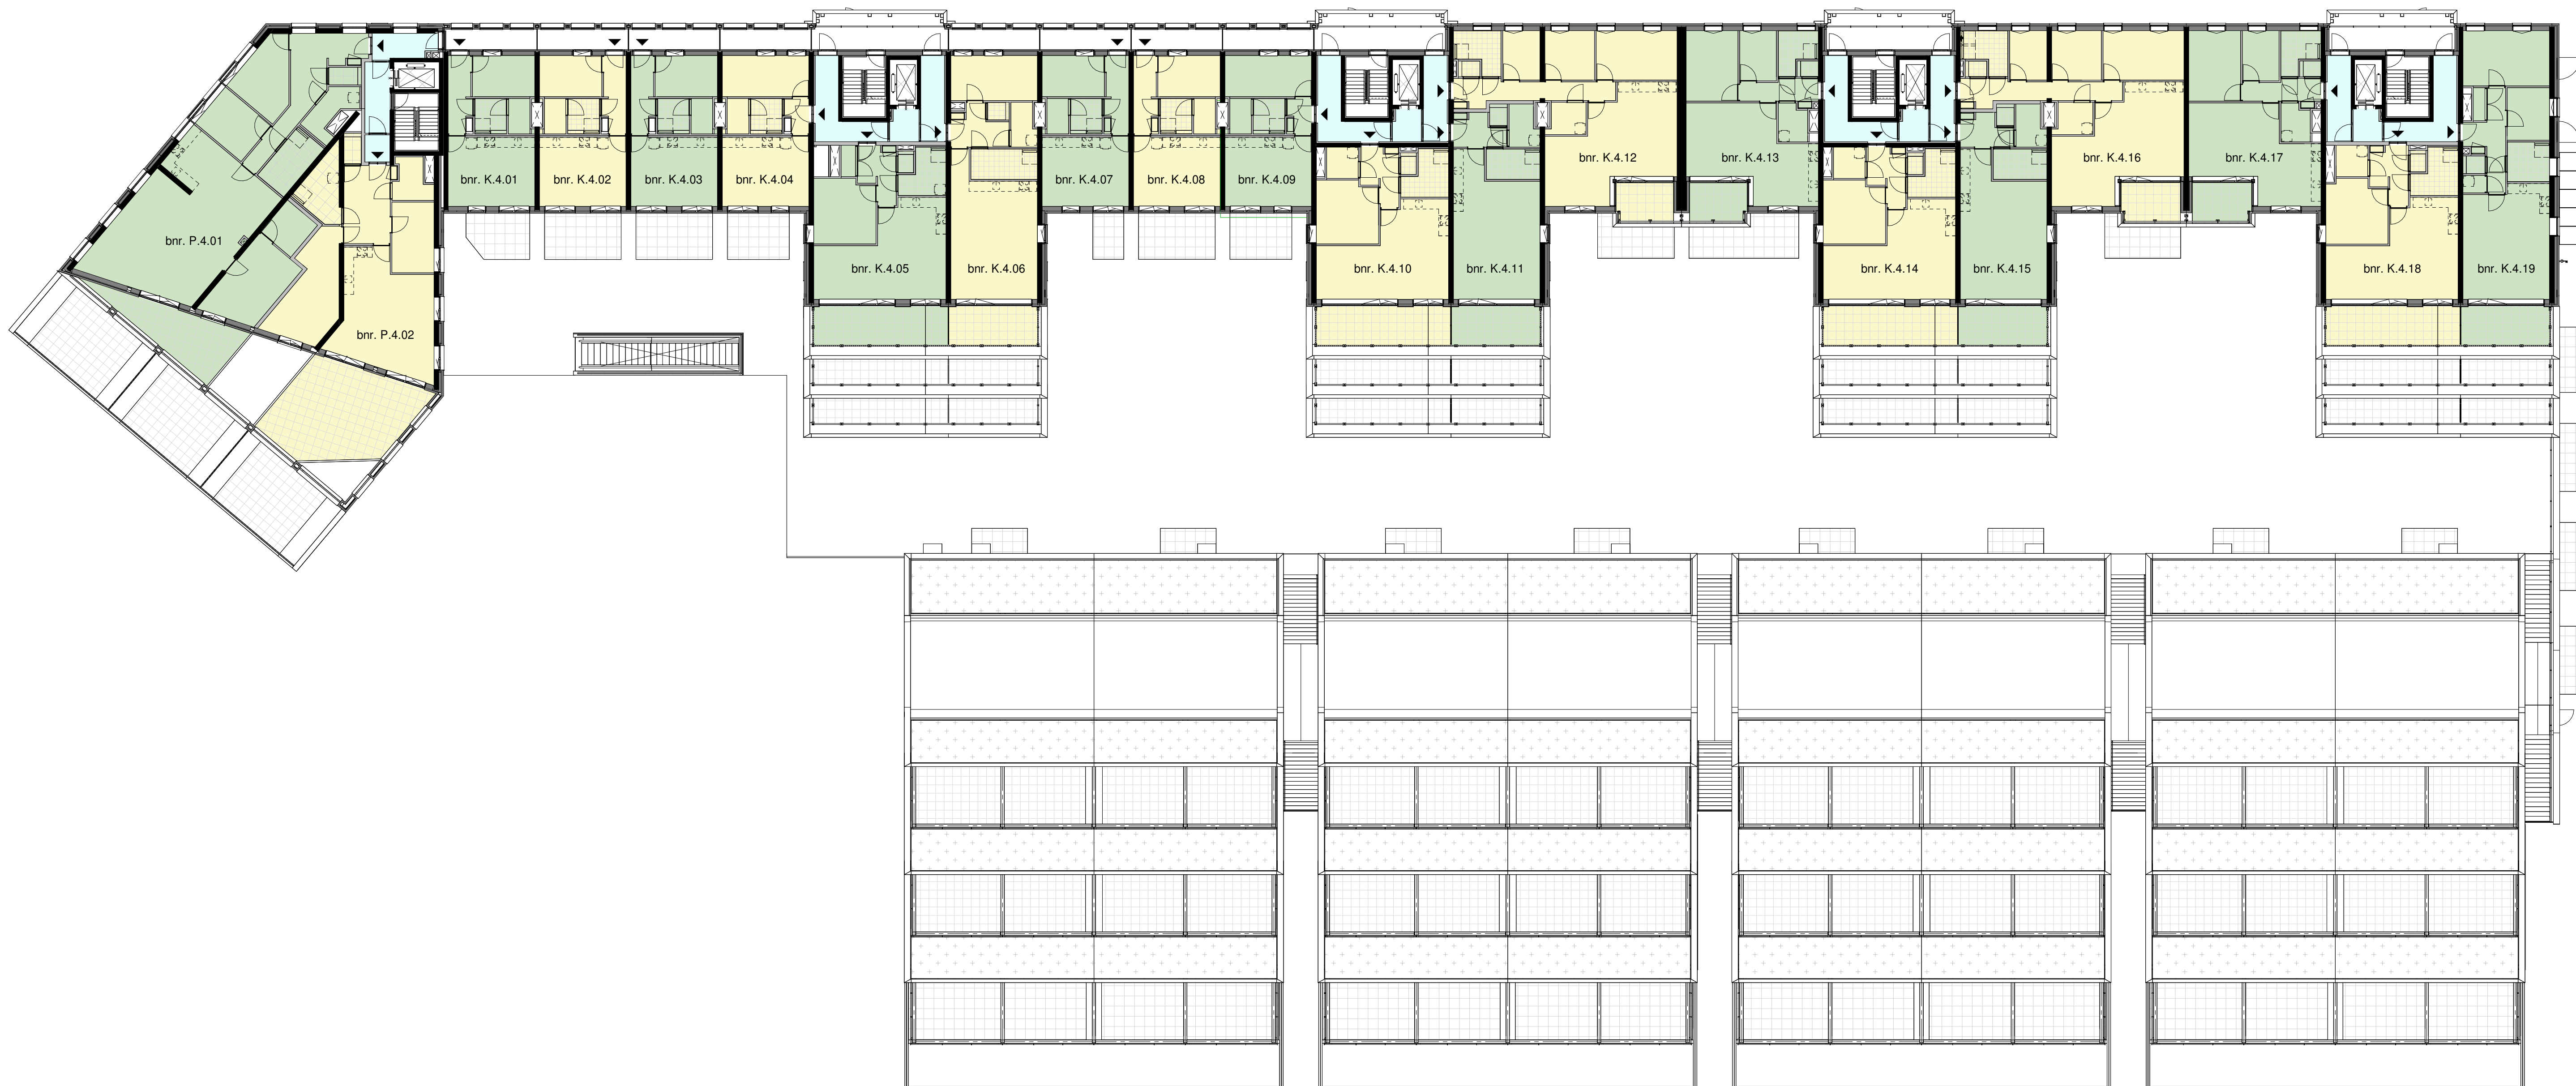 bnr. K.4.01
bnr. K.4.02
bnr. K.4.03
bnr. K.4.04
bnr. K.4.07
bnr. K.4.08
bnr. K.4.09
bnr. K.4.12
bnr. K.4.13
bnr. K.4.16
bnr. K.4.17
bnr. P.4.01
bnr. K.4.05
bnr. K.4.06
bnr. K.4.10
bnr. K.4.11
bnr. K.4.14
bnr. K.4.15
bnr. K.4.18
bnr. K.4.19
bnr. P.4.02